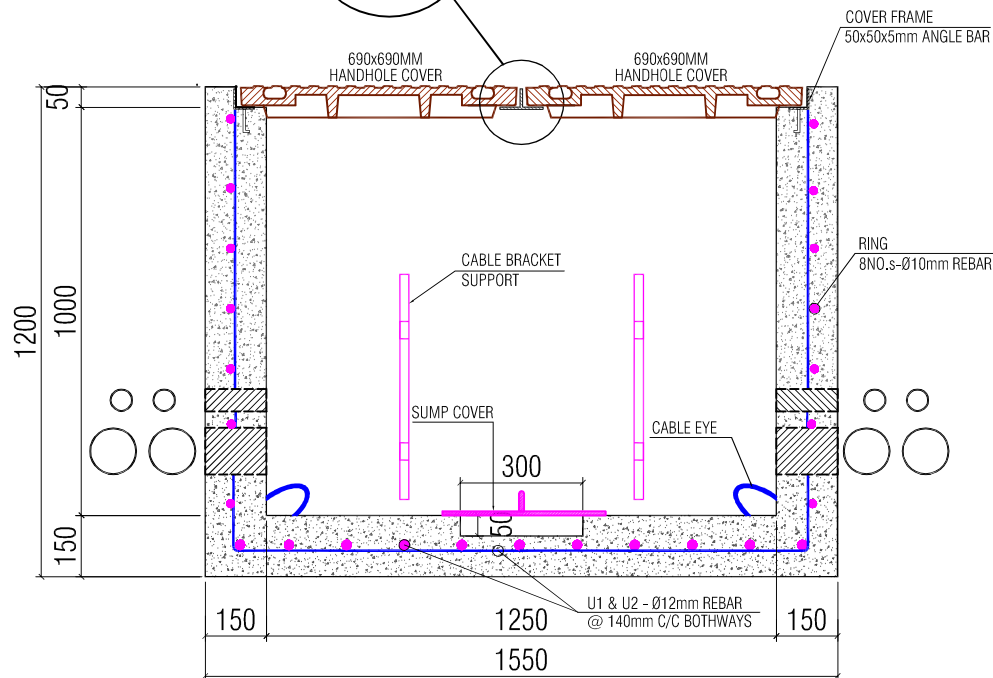 COVER FRAME
50x50x5mm ANGLE BAR
690x690MM
HANDHOLE COVER
690x690MM
HANDHOLE COVER
50
RING
8NO.s-Ø10mm REBAR
CABLE BRACKET
SUPPORT
1000
1200
SUMP COVER
CABLE EYE
300
50
150
U1 & U2 - Ø12mm REBAR
@ 140mm C/C BOTHWAYS
150
1250
150
1550